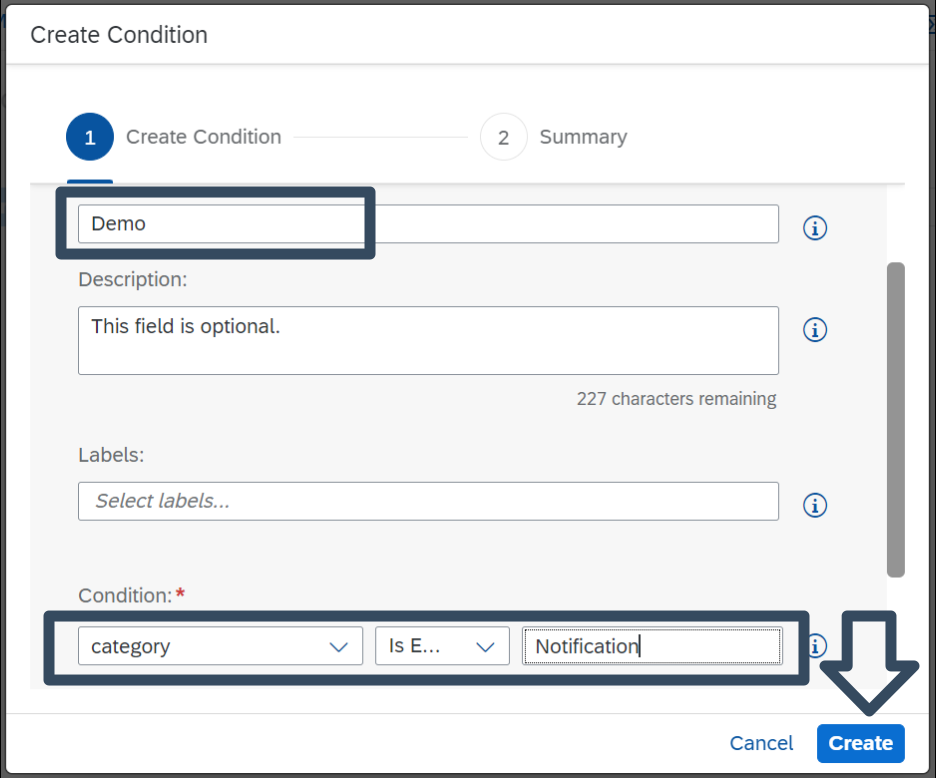 Create Condition
1 Create Condition 2 Summary
Demo
Description:
This field is optional.
227 characters remaining
Labels:
Select labels...
Condition:*
category Is E... Notification
Cancel Create